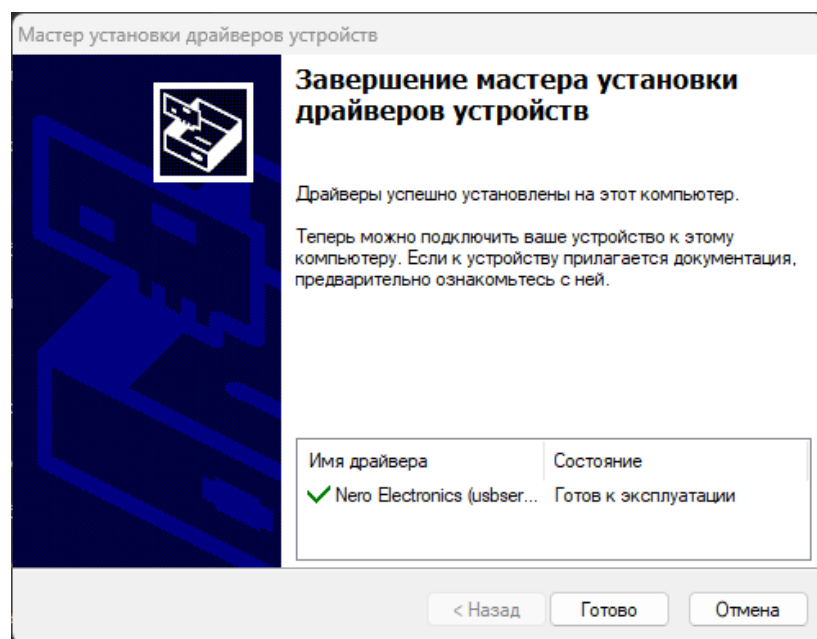 Мастер установки драйверов устройств
Завершение мастера установки
драйверов устройств
Драйверы успешно установлены на этот компьютер.
Теперь можно подключить ваше устройство к этому
компьютеру. Если к устройству прилагается документация,
предварительно ознакомьтесь с ней.
Имя драйвера Состояние
Nero Electronics (usbser... Готов к эксплуатации
< Назад Готово Отмена